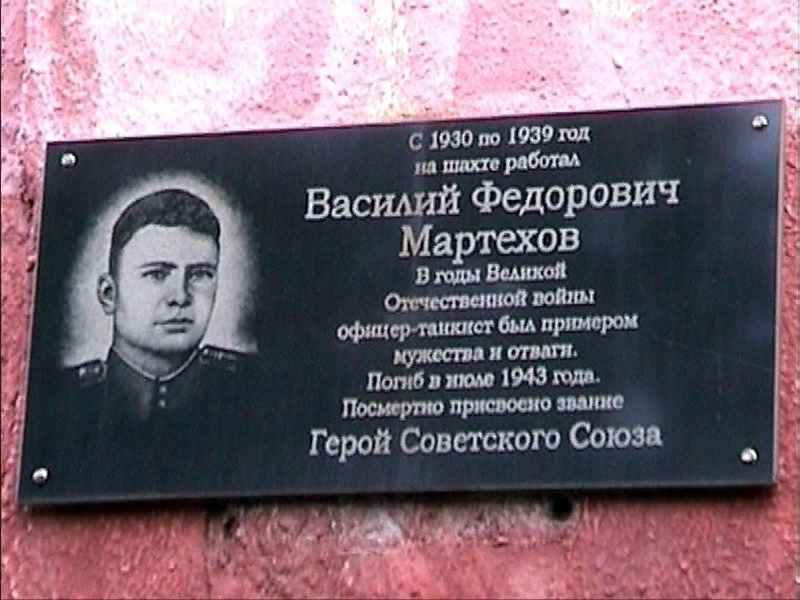 С 1930 по 1939 год
на шахте работал
Василий Федорович
Мартехов
В годы Великой
Отечественной войны
офицер-танкист был примером
мужества и отваги.
Погиб в июле 1943 года.
Посмертно присвоено звание
Герой Советского Союза